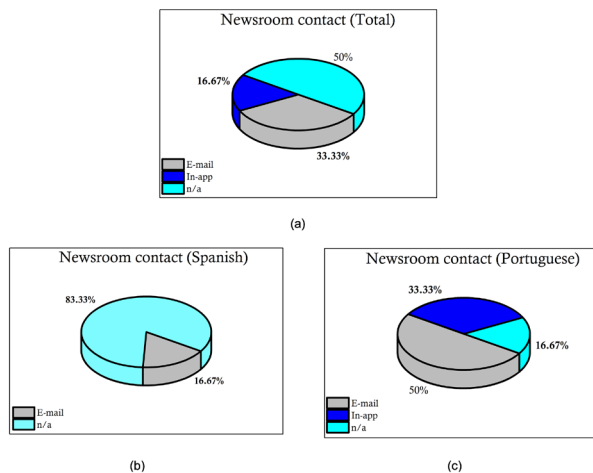 Newsroom contact (Total)
50%
16.67%
33.33%
E-mail
In-app
n/a
(a)
Newsroom contact (Spanish)
83.33%
16.67%
E-mail
n/a
(b)
Newsroom contact (Portuguese)
33.33%
16.67%
50%
E-mail
In-app
n/a
(c)